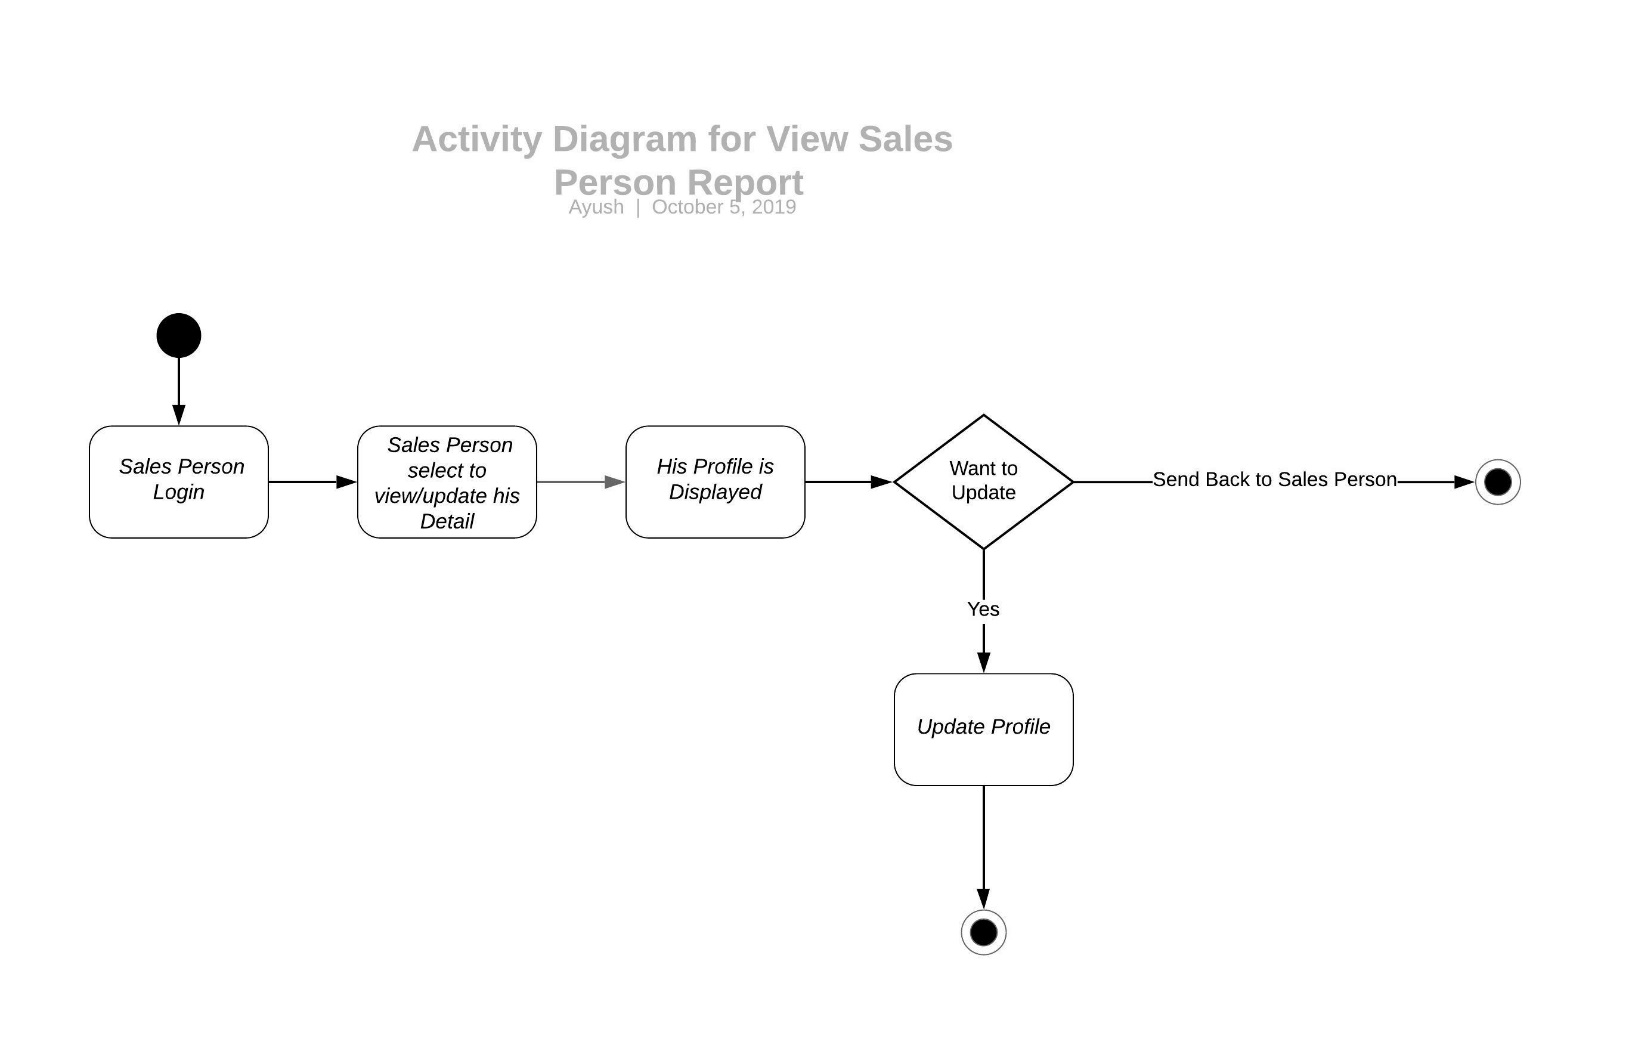 Activity Diagram for View Sales
Person Report
Ayush | October 5, 2019
Sales Person
Login
Sales Person
select to
view/update his
Detail
His Profile is
Displayed
Want to
Update
Send Back to Sales Person
Yes
Update Profile